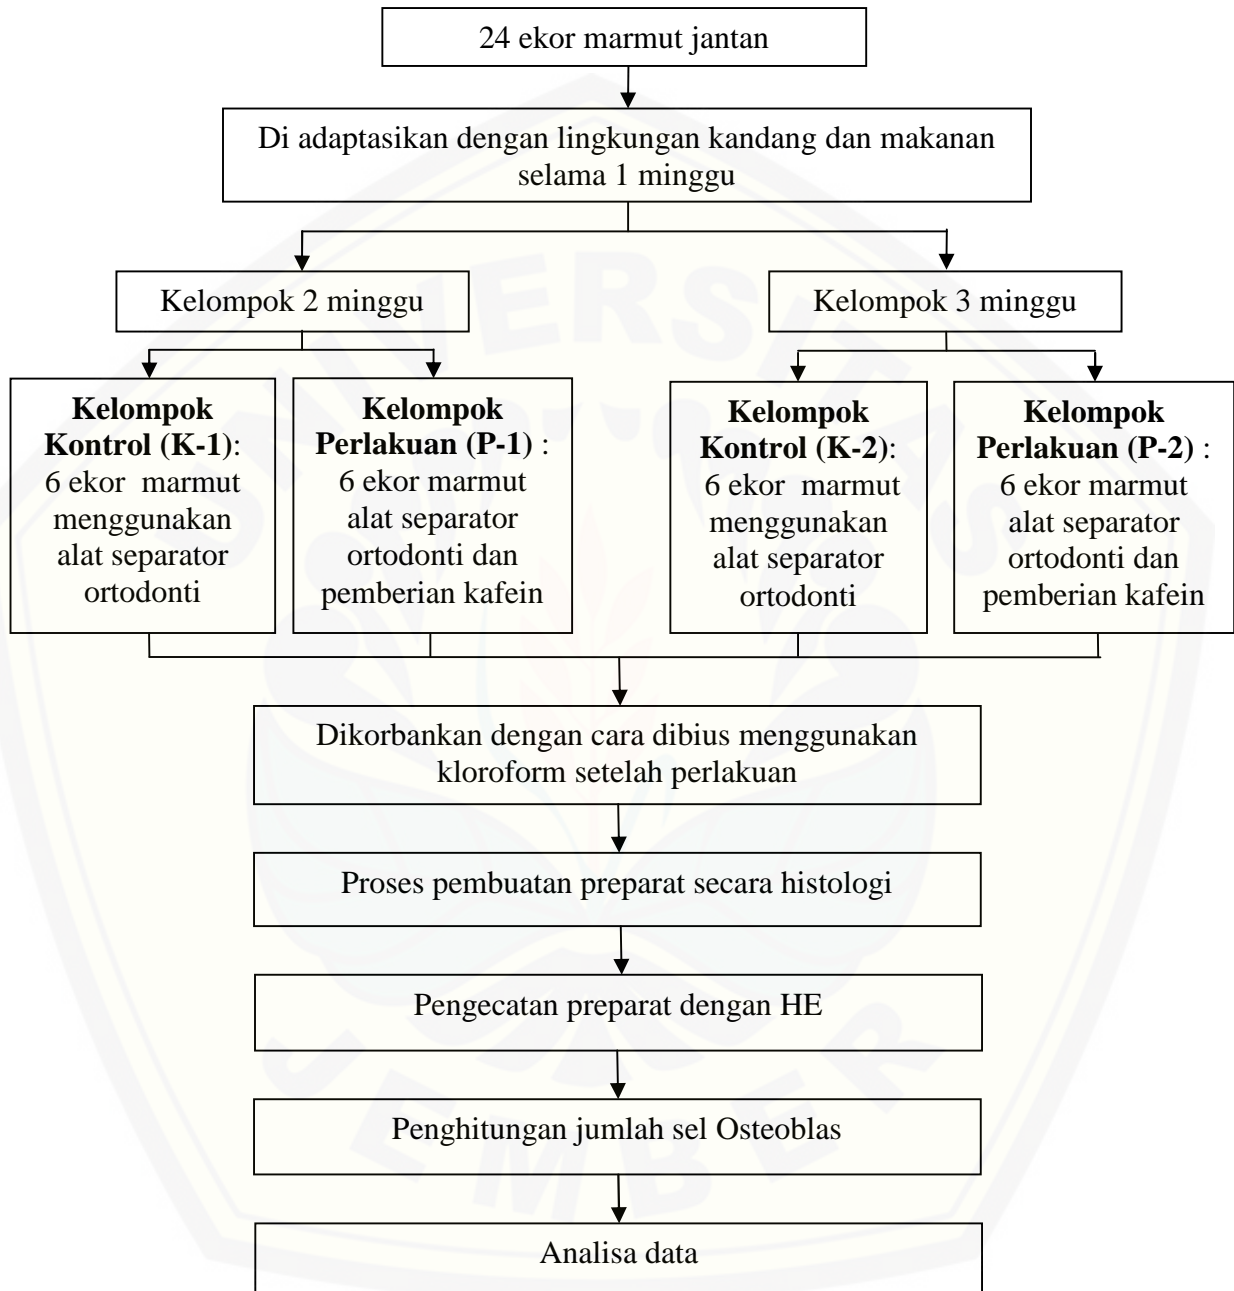 24 ekor marmut jantan
Di adaptasikan dengan lingkungan kandang dan makanan
selama 1 minggu
Kelompok 2 minggu
Kelompok 3 minggu
Kelompok
Kontrol (K-1):
6 ekor marmut
menggunakan
alat separator
ortodonti
Kelompok
Perlakuan (P-1) :
6 ekor marmut
alat separator
ortodonti dan
pemberian kafein
Kelompok
Kontrol (K-2):
6 ekor marmut
menggunakan
alat separator
ortodonti
Kelompok
Perlakuan (P-2) :
6 ekor marmut
alat separator
ortodonti dan
pemberian kafein
Dikorbankan dengan cara dibius menggunakan
kloroform setelah perlakuan
Proses pembuatan preparat secara histologi
Pengecatan preparat dengan HE
Penghitungan jumlah sel Osteoblas
Analisa data
UNIVERSITAS
JEMBER